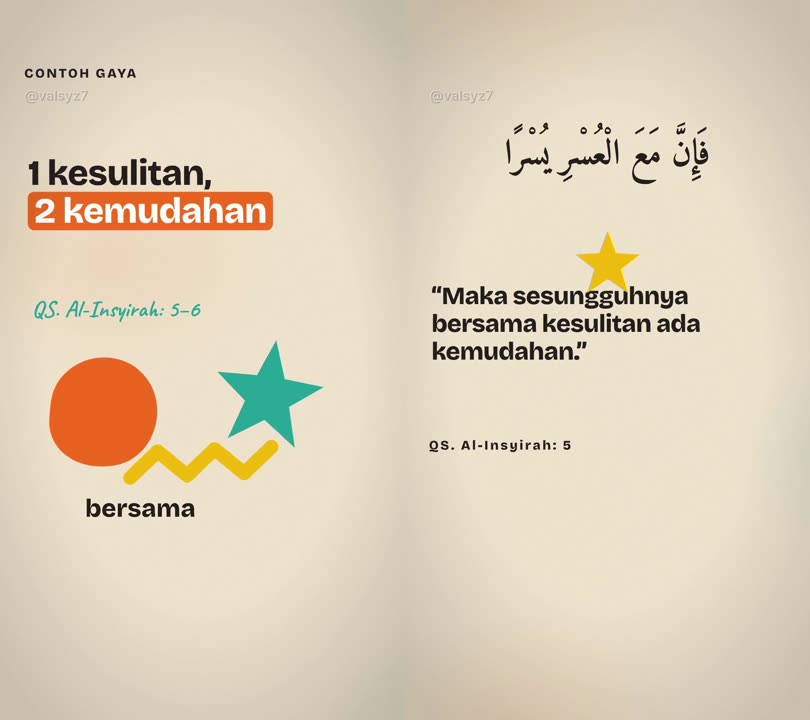 CONTOH GAYA
@valsyz7
1 kesulitan,
2 kemudahan
QS. Al-Insyirah: 5–6
bersama
@valsyz7
فَإِنَّ مَعَ الْعُسْرِ يُسْرًا
“Maka sesungguhnya
bersama kesulitan ada
kemudahan.”
QS. Al-Insyirah: 5